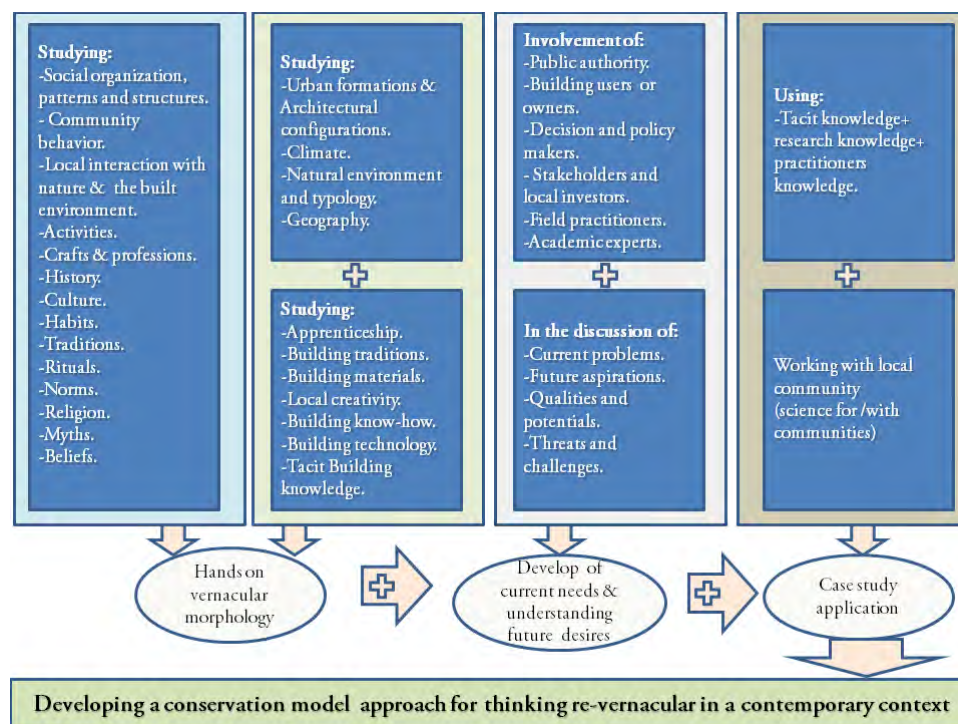 Studying:
-Social organization,
patterns and structures.
- Community
behavior.
-Local interaction with
nature & the built
environment.
-Activities.
-Crafts & professions.
-History.
-Culture.
-Habits.
-Traditions.
-Rituals.
-Norms.
-Religion.
-Myths.
-Beliefs.
Studying:
-Urban formations &
Architectural
configurations.
-Climate.
-Natural environment
and typology.
-Geography.
Studying:
-Apprenticeship.
-Building traditions.
-Building materials.
-Local creativity.
-Building know-how.
-Building technology.
-Tacit Building
knowledge.
Involvement of:
-Public authority.
-Building users or
owners.
-Decision and policy
makers.
- Stakeholders and
local investors.
-Field practitioners.
-Academic experts.
In the discussion of:
-Current problems.
-Future aspirations.
-Qualities and
potentials.
-Threats and
challenges.
Using:
-Tacit knowledge+
research knowledge+
practitioners
knowledge.
Working with local
community
(science for /with
communities)
Hands on
vernacular
morphology
Develop of
current needs &
understanding
future desires
Case study
application
Developing a conservation model approach for thinking re-vernacular in a contemporary context